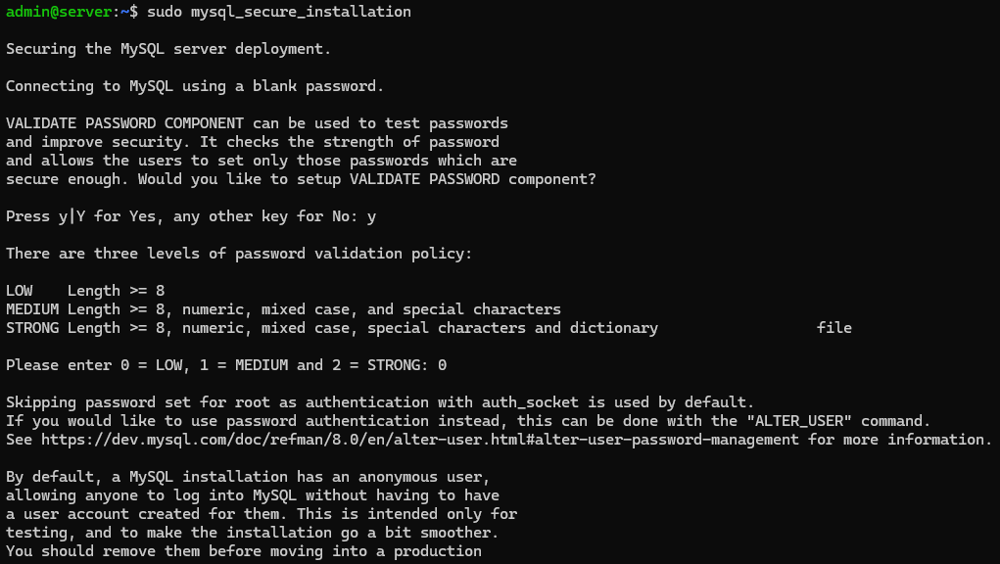 admin@server:~$ sudo mysql_secure_installation
Securing the MySQL server deployment.
Connecting to MySQL using a blank password.
VALIDATE PASSWORD COMPONENT can be used to test passwords
and improve security. It checks the strength of password
and allows the users to set only those passwords which are
secure enough. Would you like to setup VALIDATE PASSWORD component?
Press y|Y for Yes, any other key for No: y
There are three levels of password validation policy:
LOW    Length >= 8
MEDIUM Length >= 8, numeric, mixed case, and special characters
STRONG Length >= 8, numeric, mixed case, special characters and dictionary                  file
Please enter 0 = LOW, 1 = MEDIUM and 2 = STRONG: 0
Skipping password set for root as authentication with auth_socket is used by default.
If you would like to use password authentication instead, this can be done with the "ALTER_USER" command.
See https://dev.mysql.com/doc/refman/8.0/en/alter-user.html#alter-user-password-management for more information.
By default, a MySQL installation has an anonymous user,
allowing anyone to log into MySQL without having to have
a user account created for them. This is intended only for
testing, and to make the installation go a bit smoother.
You should remove them before moving into a production